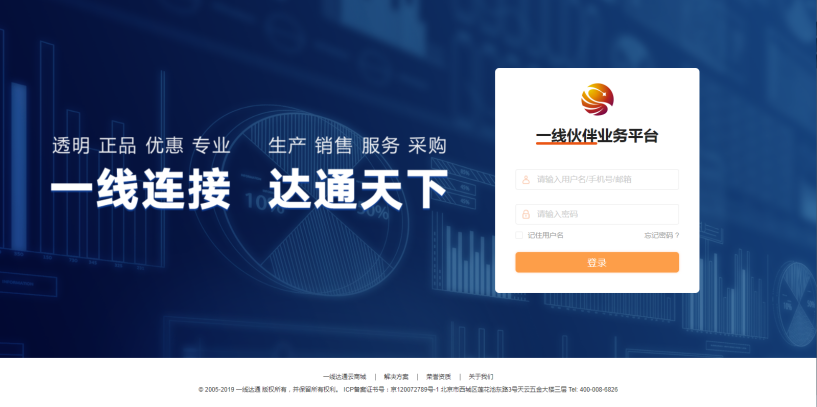 透明 正品 优惠 专业 生产 销售 服务 采购
一线连接 达通天下
一线伙伴业务平台
请输入用户名/手机号/邮箱
请输入密码
记住用户名 忘记密码？
登录
一线达通云商城 | 解决方案 | 荣誉资质 | 关于我们
© 2005-2019 一线达通 版权所有，并保留所有权利。 ICP备案证书号：京120072789号-1 北京市西城区莲花池东路3号天云五金大楼三层 Tel: 400-008-6826